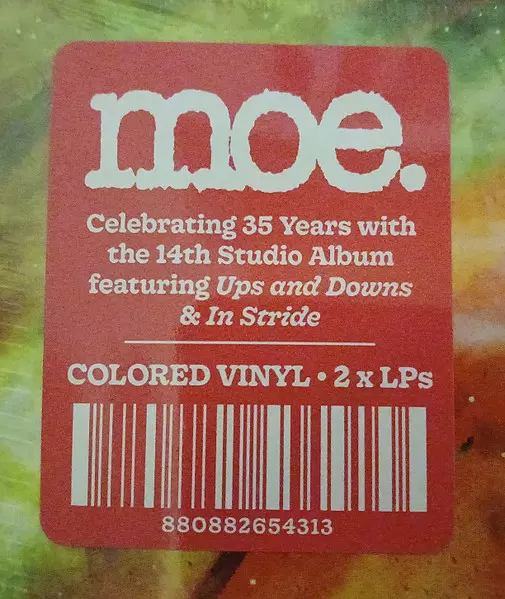 moe.
Celebrating 35 Years with
the 14th Studio Album
featuring Ups and Downs
& In Stride
COLORED VINYL • 2 x LPs
880882654313